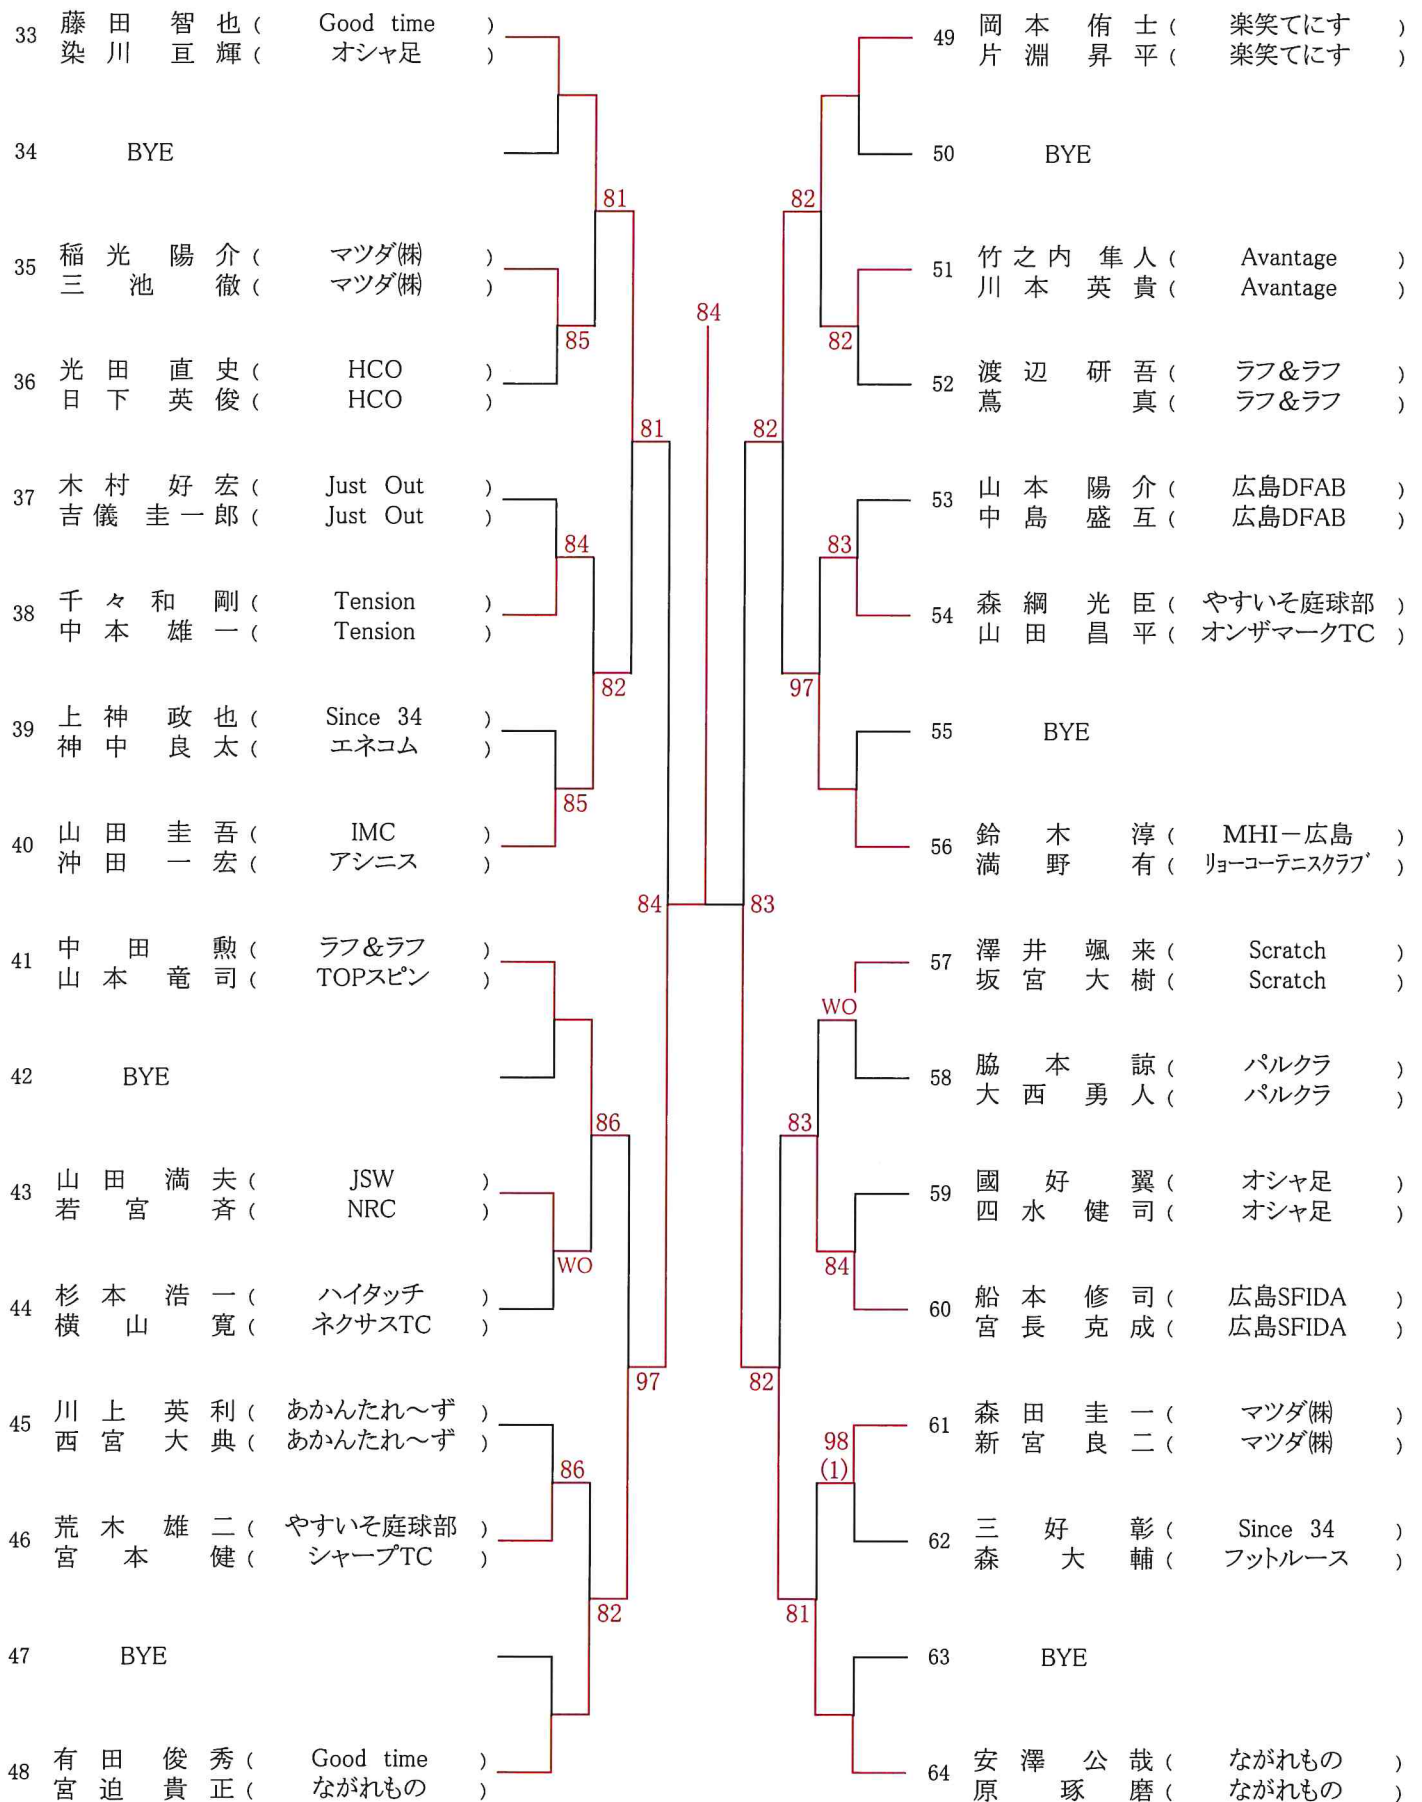 33 藤田 智也 ( Good time )
染川 亘輝 ( オシャ足 )
34 BYE
81
35 稲光 陽介 ( マツダ㈱ )
三池 徹 ( マツダ㈱ )
85
36 光田 直史 ( HCO )
日下 英俊 ( HCO )
81
37 木村 好宏 ( Just Out )
吉儀 圭一郎 ( Just Out )
84
38 千々和 剛 ( Tension )
中本 雄一 ( Tension )
82
39 上神 政也 ( Since 34 )
神中 良太 ( エネコム )
85
40 山田 圭吾 ( IMC )
沖田 一宏 ( アシニス )
84
41 中田 勲 ( ラフ&ラフ )
山本 竜司 ( TOPスピン )
42 BYE
86
43 山田 満夫 ( JSW )
若宮 斉 ( NRC )
WO
44 杉本 浩一 ( ハイタッチ )
横山 寛 ( ネクサスTC )
97
45 川上 英利 ( あかんたれ～ず )
西宮 大典 ( あかんたれ～ず )
86
46 荒木 雄二 ( やすいそ庭球部 )
宮本 健 ( シャープTC )
82
47 BYE
48 有田 俊秀 ( Good time )
宮迫 貴正 ( ながれもの )
84
49 岡本 侑士 ( 楽笑てにす )
片淵 昇平 ( 楽笑てにす )
50 BYE
82
51 竹之内 隼人 ( Avantage )
川本 英貴 ( Avantage )
82
52 渡辺 研吾 ( ラフ&ラフ )
蔦 真 ( ラフ&ラフ )
82
53 山本 陽介 ( 広島DFAB )
中島 盛互 ( 広島DFAB )
83
54 森綱 光臣 ( やすいそ庭球部 )
山田 昌平 ( オンザマークTC )
97
55 BYE
56 鈴木 淳 ( MHI－広島 )
満野 有 ( リョーコーテニスクラブ )
83
57 澤井 颯来 ( Scratch )
坂宮 大樹 ( Scratch )
WO
58 脇本 諒 ( パルクラ )
大西 勇人 ( パルクラ )
83
59 國好 翼 ( オシャ足 )
四水 健司 ( オシャ足 )
84
60 船本 修司 ( 広島SFIDA )
宮長 克成 ( 広島SFIDA )
82
61 森田 圭一 ( マツダ㈱ )
新宮 良二 ( マツダ㈱ )
98
(1)
62 三好 彰 ( Since 34 )
森 大輔 ( フットルース )
81
63 BYE
64 安澤 公哉 ( ながれもの )
原 琢磨 ( ながれもの )